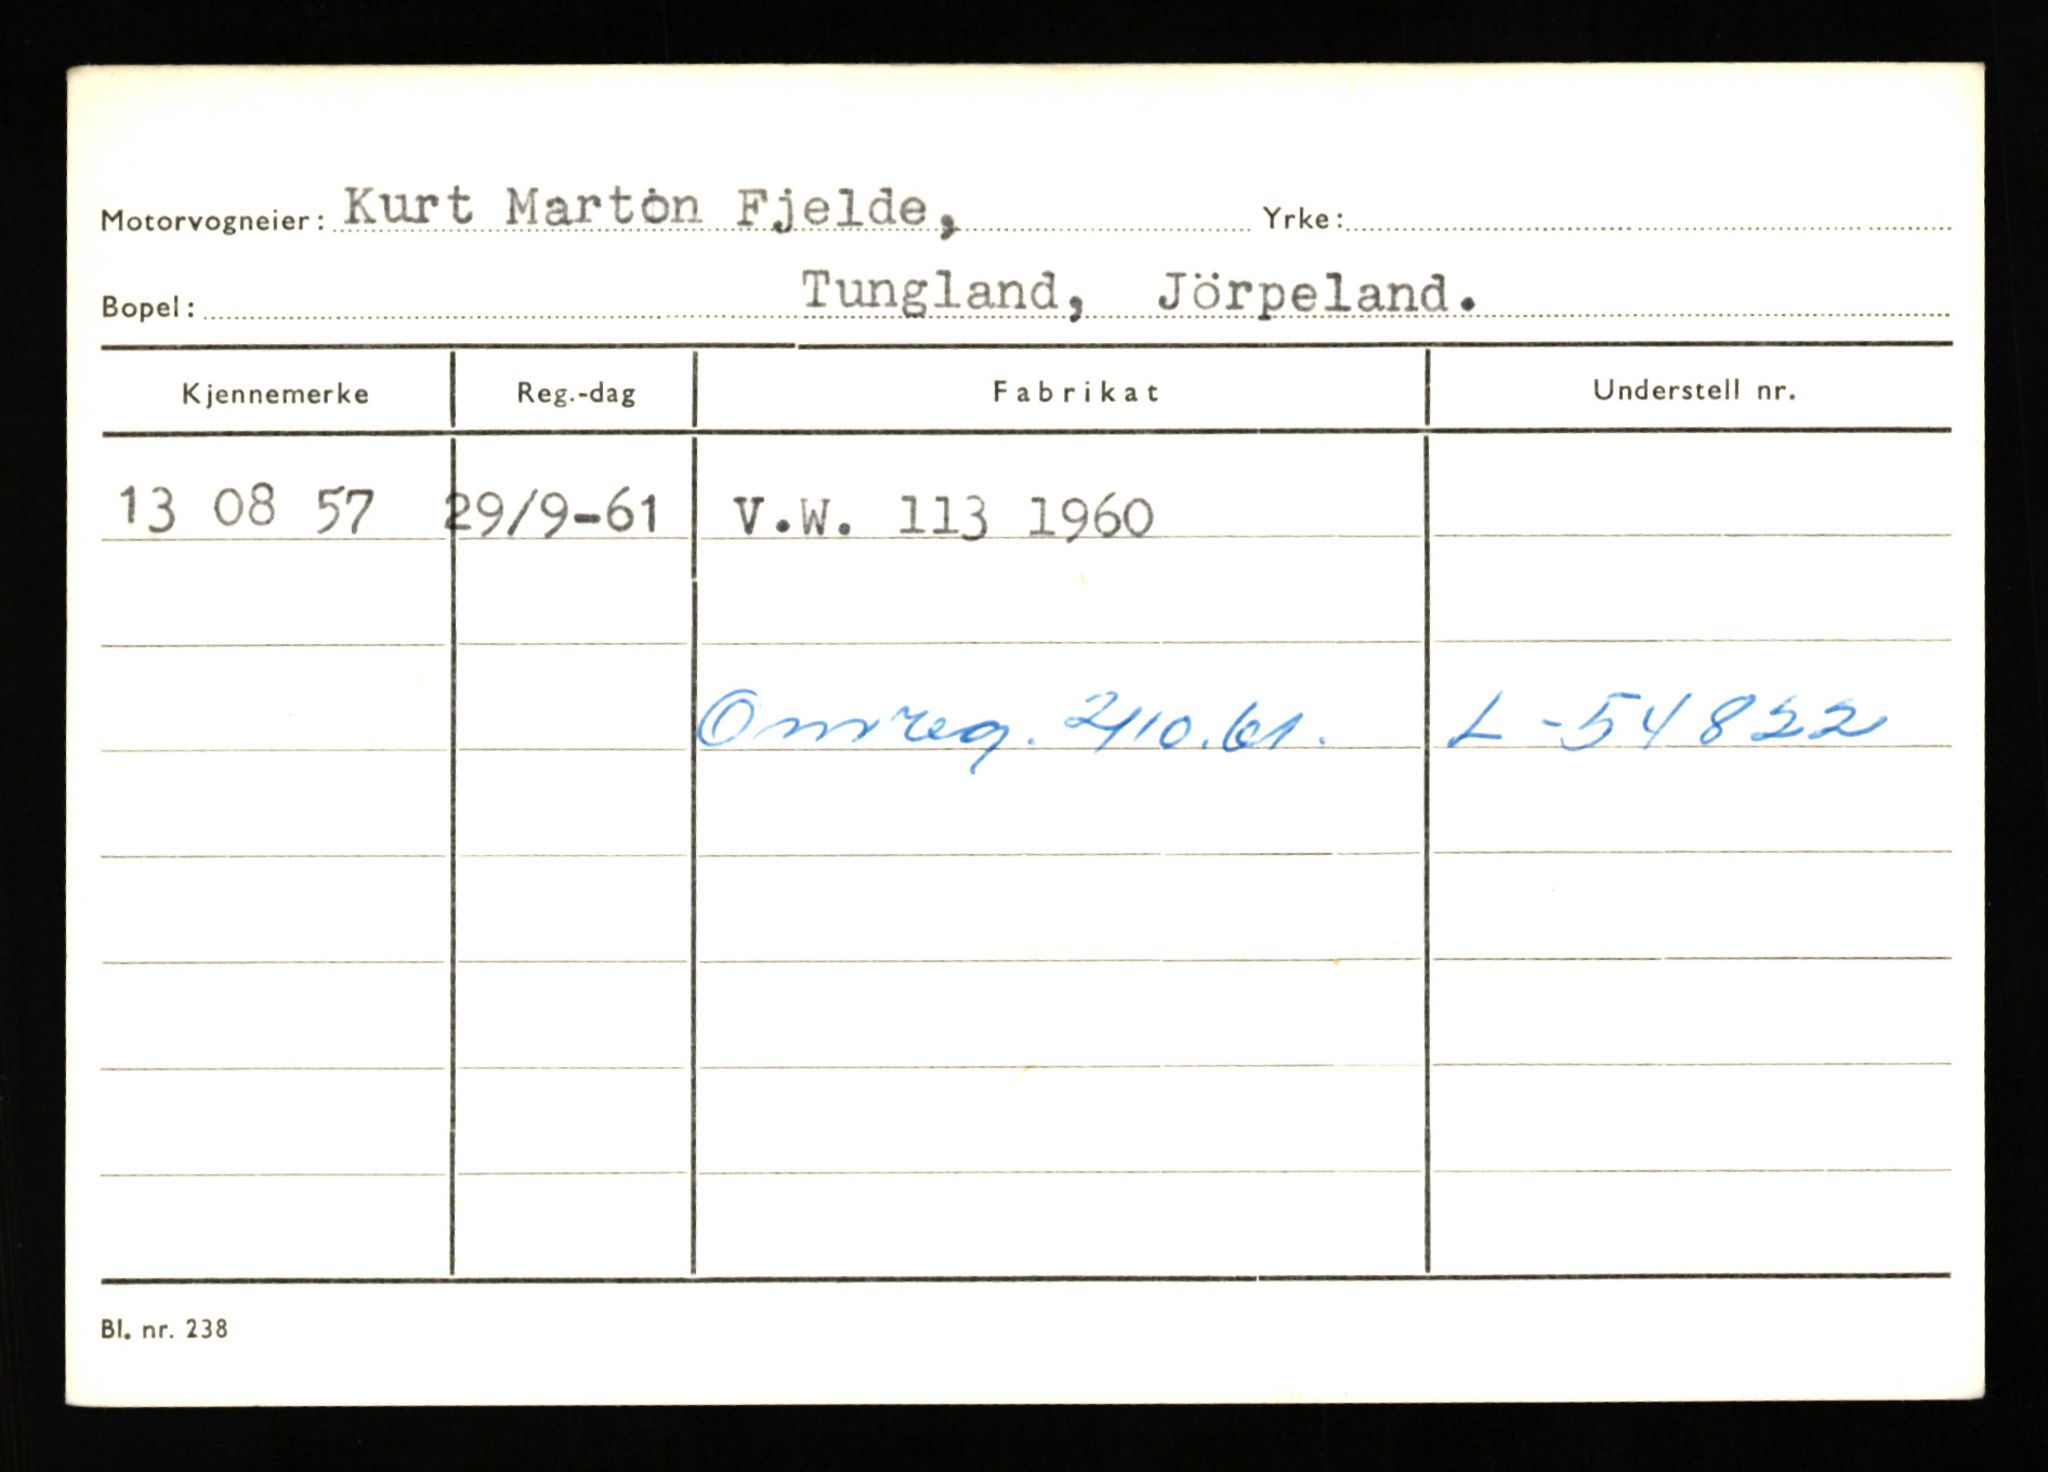 Motorvogneier: Kurt Marton Fjelde, Yrke:
Bopel: Tungland, Jörpeland.
Kjennemerke Reg.-dag Fabrikat Understell nr.
13 08 57 29/9-61 V.W. 113 1960
Omreg. 2/10.61. L-54822
Bl. nr. 238